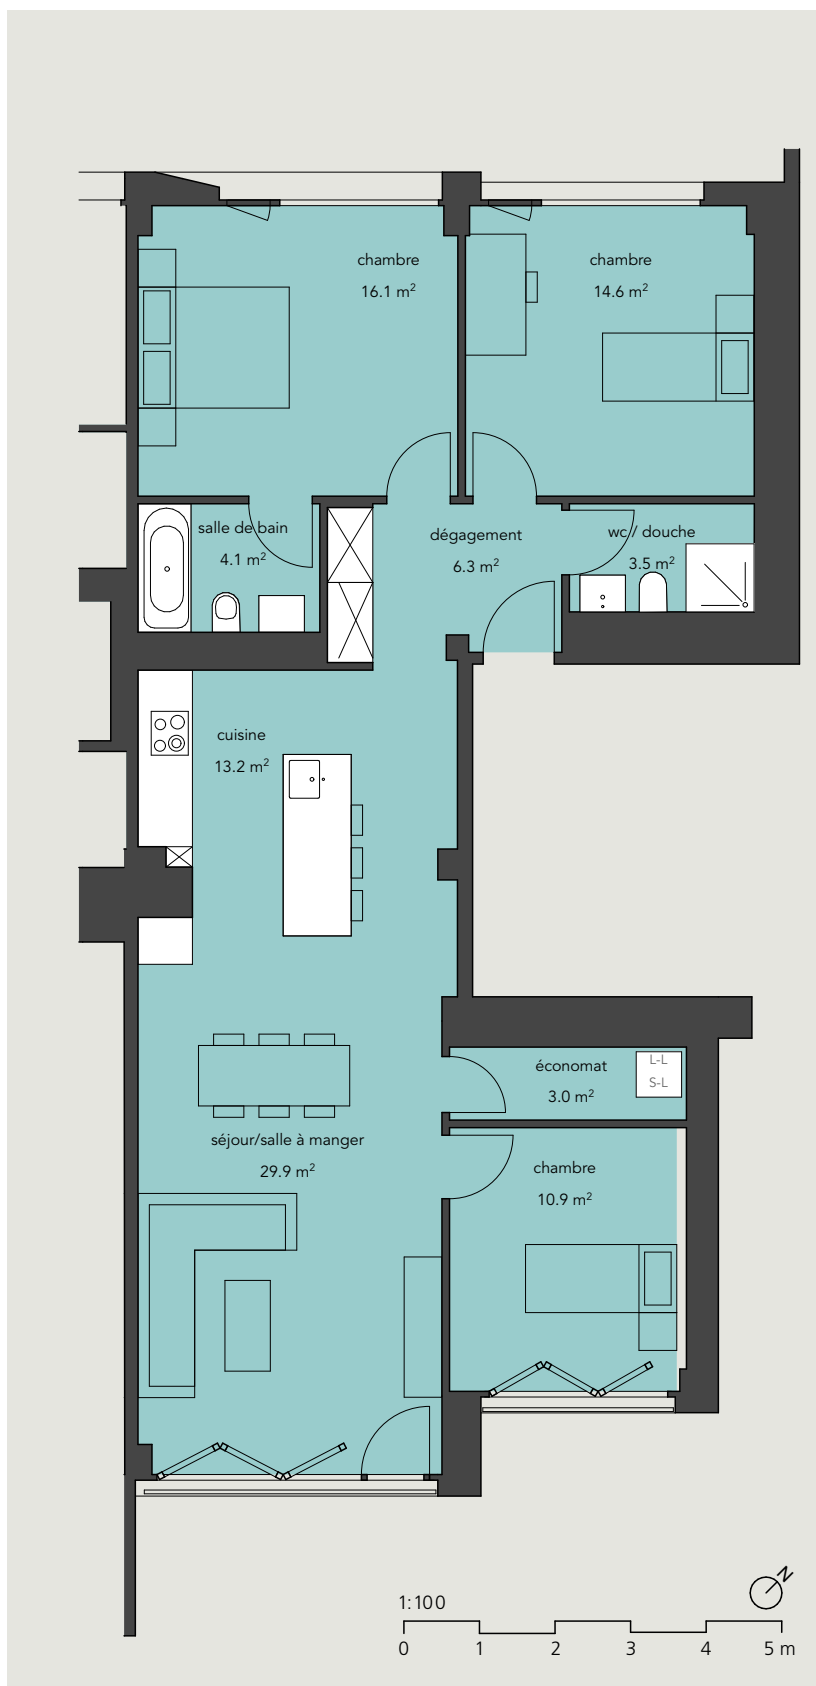 chambre
16.1 m²
chambre
14.6 m²
salle de bain
4.1 m²
dégagement
6.3 m²
wc / douche
3.5 m²
cuisine
13.2 m²
économat
3.0 m²
L-L
S-L
séjour/salle à manger
29.9 m²
chambre
10.9 m²
N
1:100
0 1 2 3 4 5 m